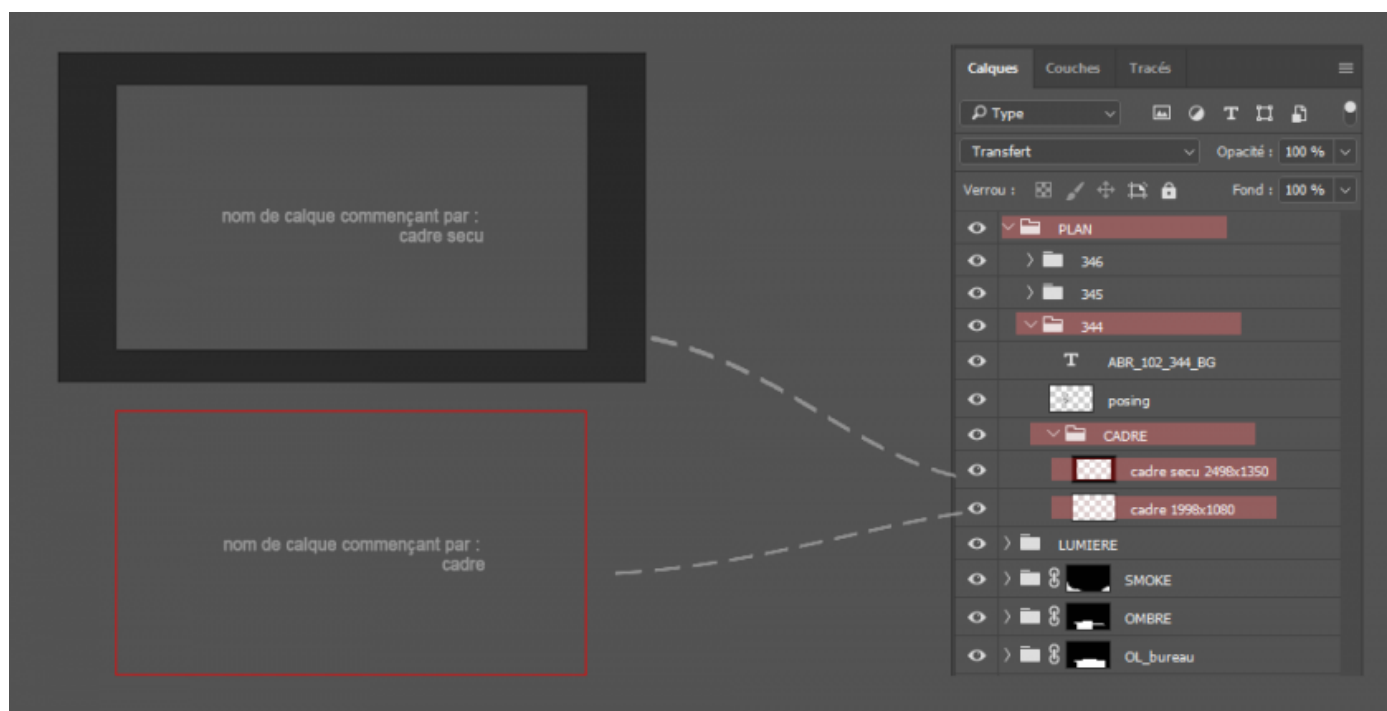 nom de calque commençant par :
cadre secu
nom de calque commençant par :
cadre
Calques Couches Tracés
Type
Transfert Opacité : 100 %
Verrou : Fond : 100 %
PLAN
346
345
344
T ABR_102_344_BG
posing
CADRE
cadre secu 2498x1350
cadre 1998x1080
LUMIERE
SMOKE
OMBRE
OL_bureau